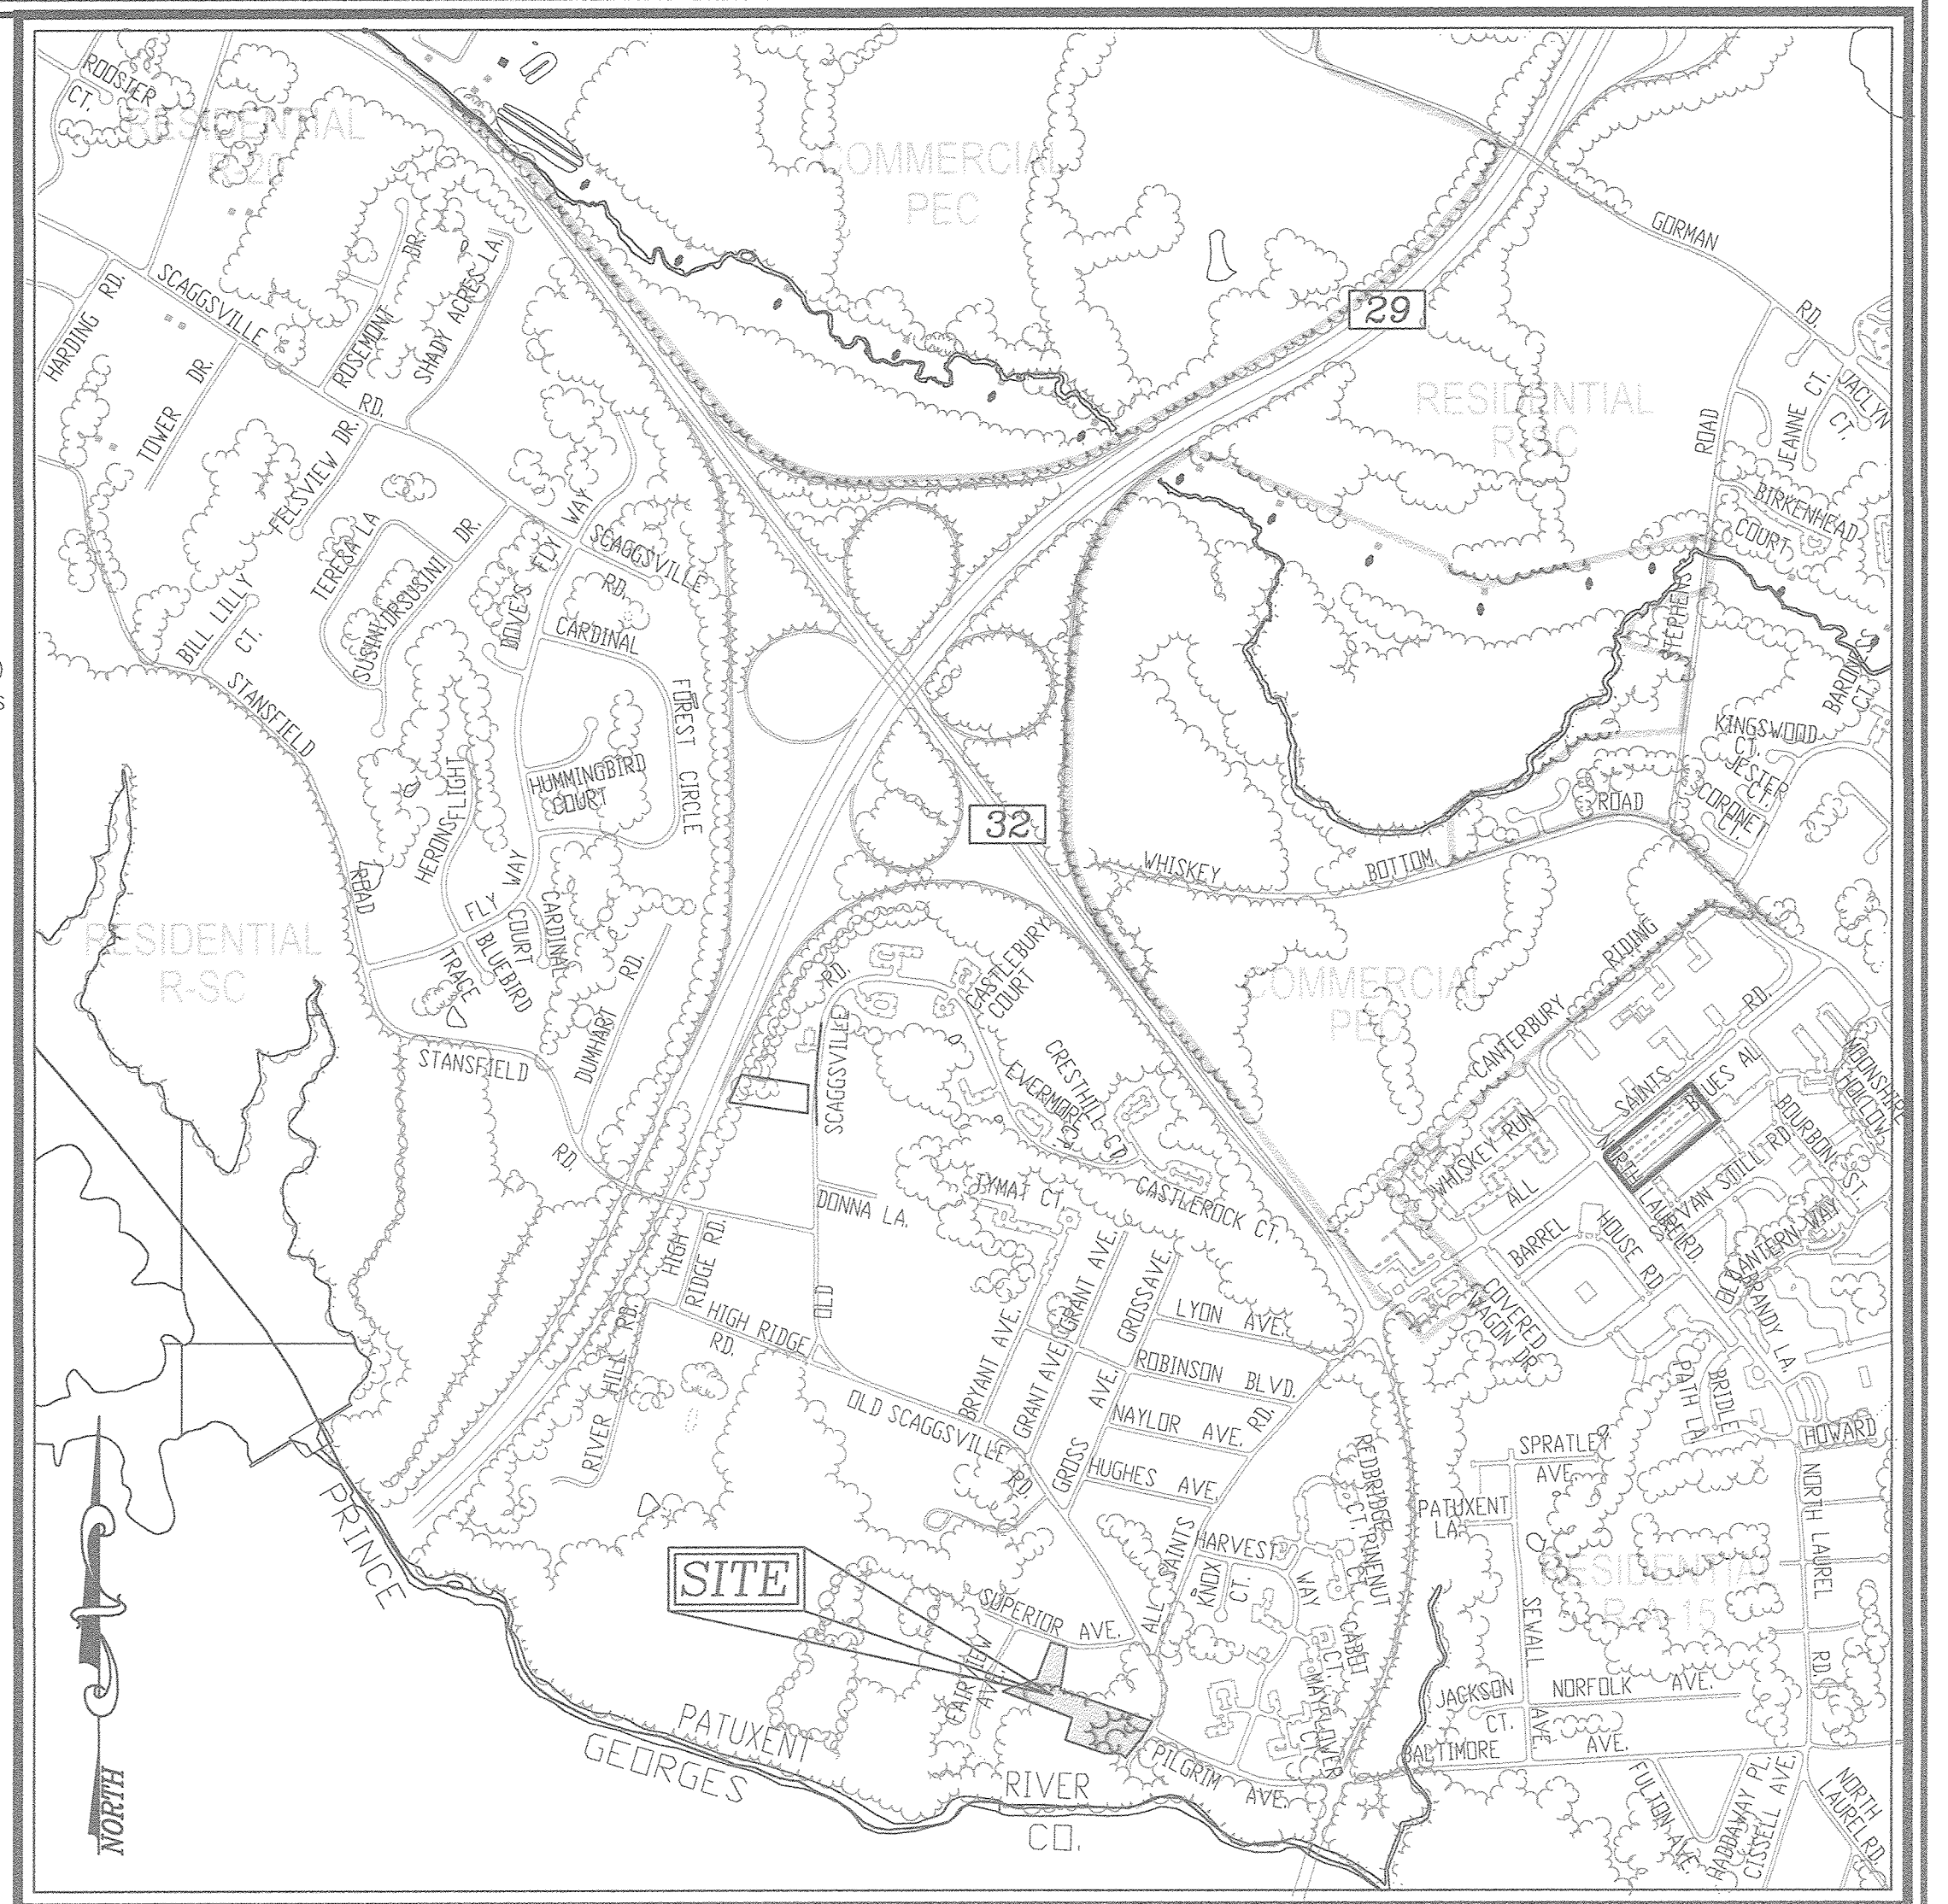 ROOSTER
CT.
RESIDENTIAL
R-20
COMMERCIAL
PEC
GORMAN
RD.
29
HARDING RD.
SCAGGSVILLE
RD.
ROSEMONT
DR.
SHADY ACRES LA.
TOWER DR.
FELSVIEW DR.
RESIDENTIAL
R-SC
ROAD
JEANNE CT.
JACLYN
CT.
BIRKENHEAD
COURT
STEPHENS
TERESA LA
SUSINI DR
SUSINI DR.
DOVE'S FLY WAY
SCAGGSVILLE
RD.
CARDINAL
FOREST CIRCLE
BILL LILLY
CT.
STANSFIELD
ROAD
HERONS FLIGHT
HUMMINGBIRD
COURT
FLY WAY
CARDINAL
COURT
BLUEBIRD
TRACE
DUMHART RD.
32
WHISKEY
BOTTOM
ROAD
BARONET
CT.
KINGSWOOD
CT.
JESTER
CT.
CORONET
CT.
RESIDENTIAL
R-SC
STANSFIELD
RD.
RD.
SCAGGSVILLE
OLD
CASTLEBURY
COURT
CRESTHILL CT
EVERMORE
CT.
CASTLEROCK CT.
TYMAT CT.
DONNA LA.
COMMERCIAL
PEC
CANTERBURY RIDING
WHISKEY RUN
ALL
SAINTS
RD.
BLUES AL
MOONSHIRE
HOLLOW
BOURBON
ST.
NORTH
LAUREL
RD.
SYLVAN STILL RD
OLD
LANTERN WAY
BRANDY LA.
BARREL
HOUSE RD
COVERED
WAGON DR.
BRIDLE
PATH LA
HIGH
RIDGE RD.
HIGH RIDGE
RD.
RIVER HILL RD.
OLD SCAGGSVILLE
RD.
BRYANT AVE.
GRANT AVE.
GRANT AVE.
GROSS AVE.
GROSS AVE.
LYON AVE.
ROBINSON BLVD.
NAYLOR AVE.
RD.
HUGHES AVE.
ALL SAINTS
HARVEST
WAY
KNOX
CT.
REDBRIDGE
CT.
PINENUT
CT.
CABOT
CT.
MAYFLOWER
CT
SPRATLEY
AVE.
PATUXENT
LA.
HOWARD
NORTH LAUREL
RD.
RESIDENTIAL
R-A-15
SEWALL
AVE.
JACKSON
CT.
NORFOLK AVE.
BALTIMORE
AVE.
FULTON AVE.
HADDAWAY PL.
CISSELL AVE
NORTH
LAUREL RD.
SITE
SUPERIOR AVE.
FAIRVIEW
AVE.
PILGRIM
AVE.
PRINCE
GEORGES
CO.
PATUXENT
RIVER
NORTH